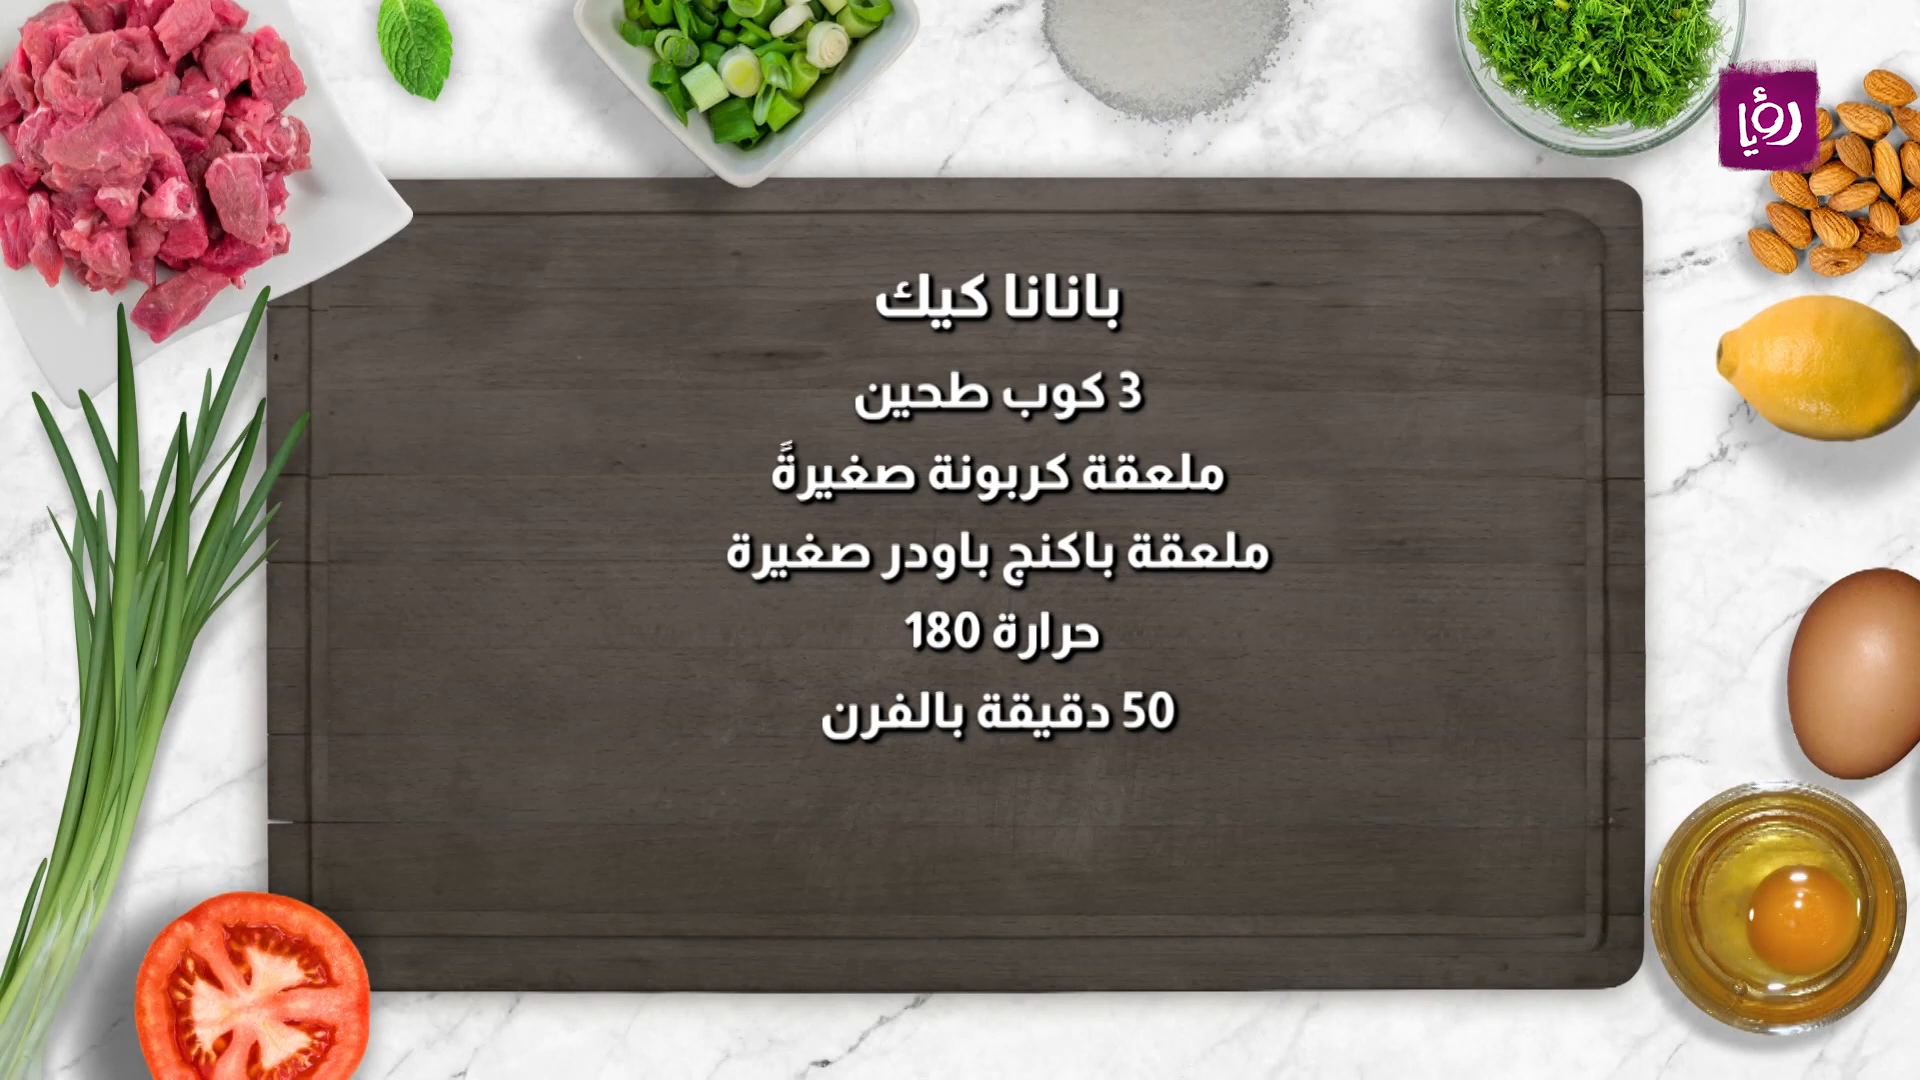 رؤيا
بانانا كيك
3 كوب طحين
ملعقة كربونة صغيرةً
ملعقة باكنج باودر صغيرة
حرارة 180
50 دقيقة بالفرن